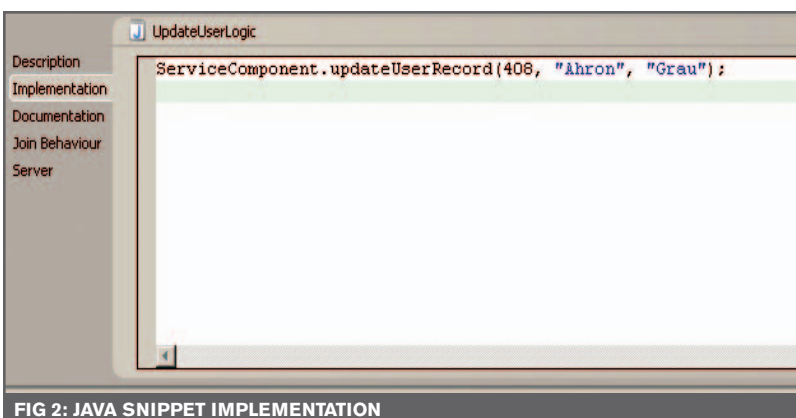 UpdateUserLogic
Description
Implementation
Documentation
Join Behaviour
Server
ServiceComponent.updateUserRecord(408, "Ahron", "Grau");
FIG 2: JAVA SNIPPET IMPLEMENTATION